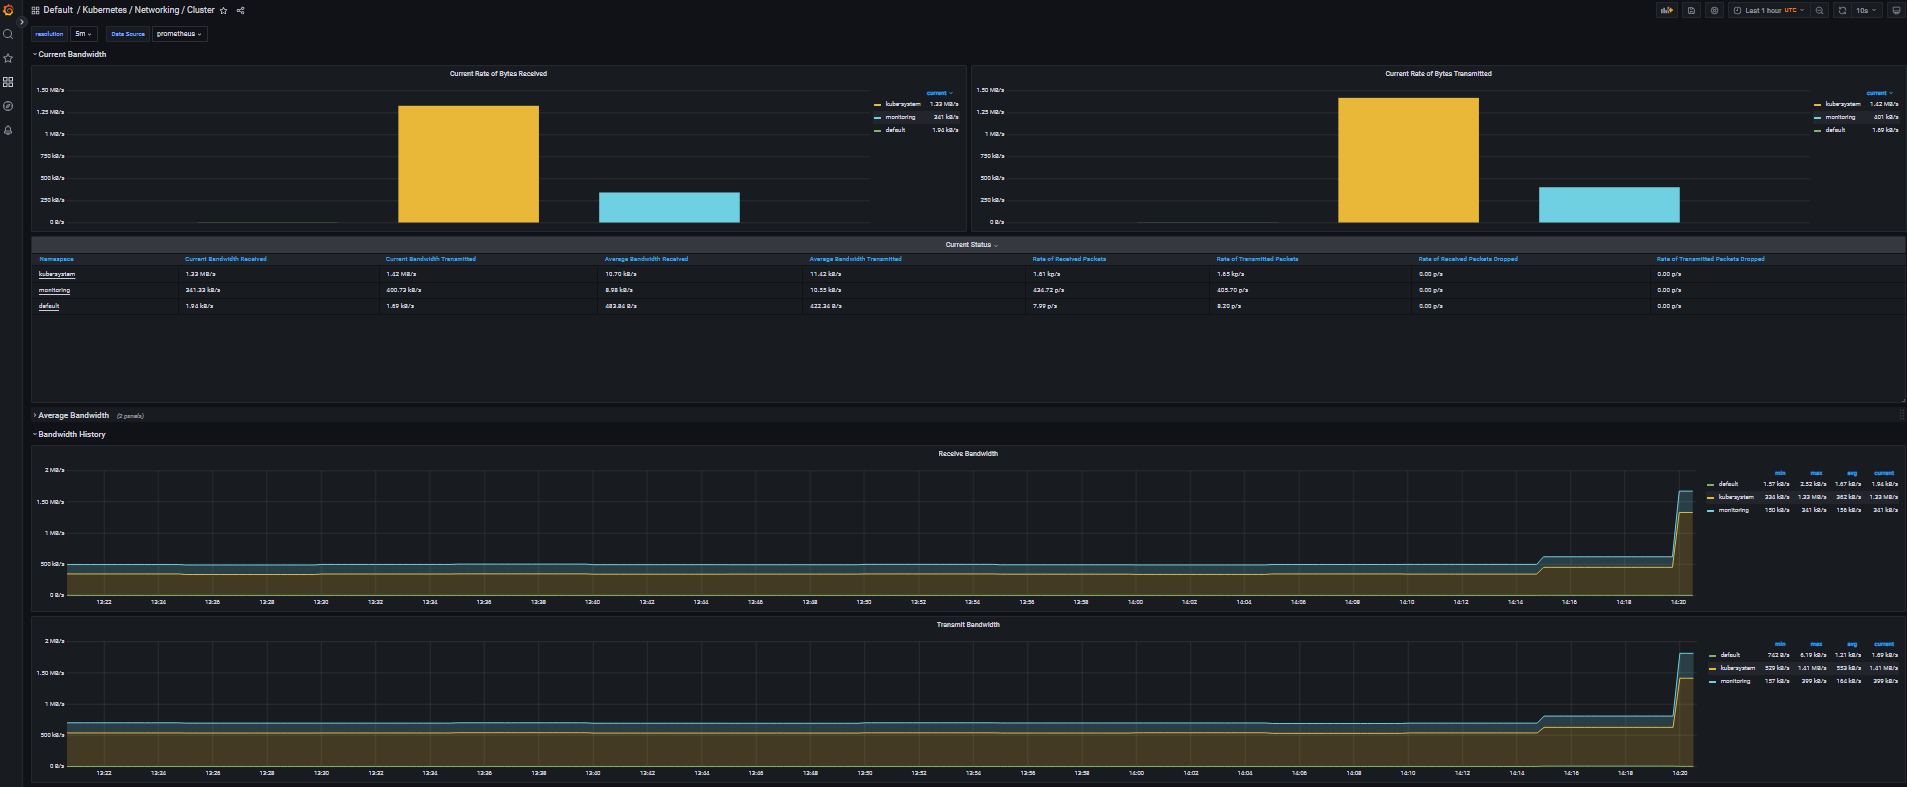 Default / Kubernetes / Networking / Cluster
Last 1 hour UTC
10s
resolution 5m Data Source prometheus
Current Bandwidth
Current Rate of Bytes Received
1.50 MB/s
1.25 MB/s
1 MB/s
750 kB/s
500 kB/s
250 kB/s
0 B/s
current
kube-system 1.33 MB/s
monitoring 341 kB/s
default 1.94 kB/s
Current Rate of Bytes Transmitted
1.50 MB/s
1.25 MB/s
1 MB/s
750 kB/s
500 kB/s
250 kB/s
0 B/s
current
kube-system 1.42 MB/s
monitoring 401 kB/s
default 1.69 kB/s
Current Status
Namespace Current Bandwidth Received Current Bandwidth Transmitted Average Bandwidth Received Average Bandwidth Transmitted Rate of Received Packets Rate of Transmitted Packets Rate of Received Packets Dropped Rate of Transmitted Packets Dropped
kube-system 1.33 MB/s 1.42 MB/s 10.70 kB/s 11.42 kB/s 1.61 kp/s 1.65 kp/s 0.00 p/s 0.00 p/s
monitoring 341.33 kB/s 400.73 kB/s 8.98 kB/s 10.55 kB/s 434.72 p/s 405.70 p/s 0.00 p/s 0.00 p/s
default 1.94 kB/s 1.69 kB/s 483.84 B/s 422.34 B/s 7.99 p/s 8.20 p/s 0.00 p/s 0.00 p/s
Average Bandwidth (2 panels)
Bandwidth History
Receive Bandwidth
2 MB/s
1.50 MB/s
1 MB/s
500 kB/s
0 B/s
13:22 13:24 13:26 13:28 13:30 13:32 13:34 13:36 13:38 13:40 13:42 13:44 13:46 13:48 13:50 13:52 13:54 13:56 13:58 14:00 14:02 14:04 14:06 14:08 14:10 14:12 14:14 14:16 14:18 14:20
min max avg current
default 1.57 kB/s 2.52 kB/s 1.67 kB/s 1.94 kB/s
kube-system 334 kB/s 1.33 MB/s 362 kB/s 1.33 MB/s
monitoring 150 kB/s 341 kB/s 156 kB/s 341 kB/s
Transmit Bandwidth
2 MB/s
1.50 MB/s
1 MB/s
500 kB/s
0 B/s
13:22 13:24 13:26 13:28 13:30 13:32 13:34 13:36 13:38 13:40 13:42 13:44 13:46 13:48 13:50 13:52 13:54 13:56 13:58 14:00 14:02 14:04 14:06 14:08 14:10 14:12 14:14 14:16 14:18 14:20
min max avg current
default 742 B/s 6.19 kB/s 1.21 kB/s 1.69 kB/s
kube-system 529 kB/s 1.41 MB/s 553 kB/s 1.41 MB/s
monitoring 157 kB/s 399 kB/s 164 kB/s 399 kB/s